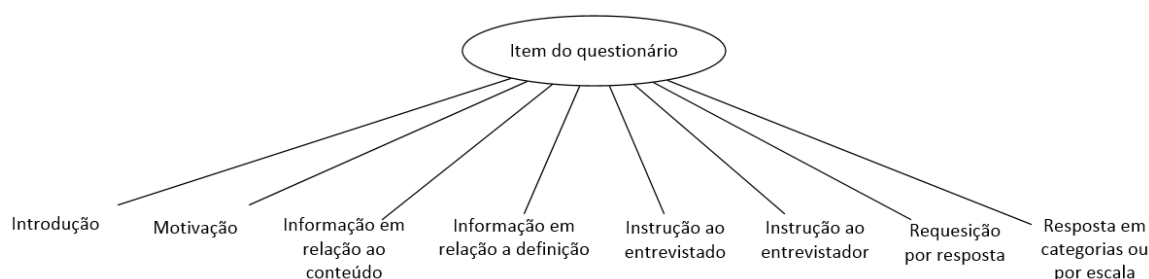 Item do questionário
Introdução
Motivação
Informação em
relação ao
conteúdo
Informação em
relação a definição
Instrução ao
entrevistado
Instrução ao
entrevistador
Requesição
por resposta
Resposta em
categorias ou
por escala